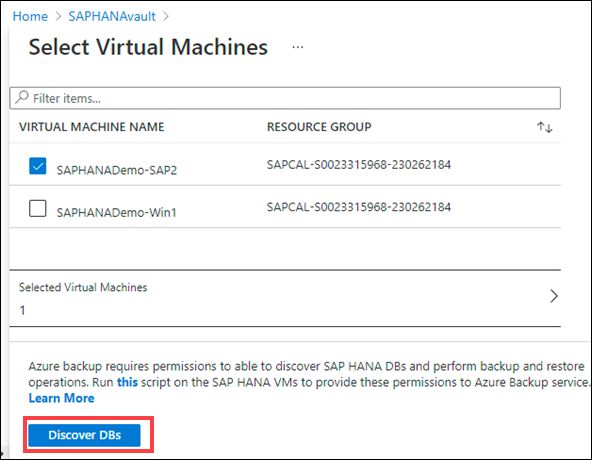 Home > SAPHANAvault >
Select Virtual Machines ...
Filter items...
VIRTUAL MACHINE NAME RESOURCE GROUP
SAPHANADemo-SAP2 SAPCAL-S0023315968-230262184
SAPHANADemo-Win1 SAPCAL-S0023315968-230262184
Selected Virtual Machines
1
Azure backup requires permissions to able to discover SAP HANA DBs and perform backup and restore
operations. Run this script on the SAP HANA VMs to provide these permissions to Azure Backup service.
Learn More
Discover DBs